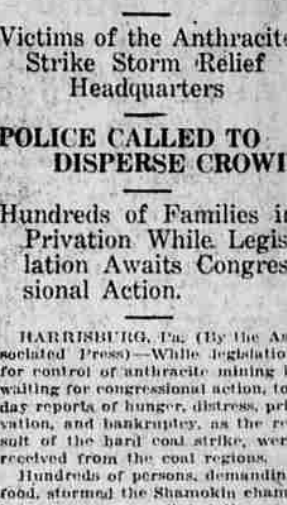 Victims of the Anthracite
Strike Storm Relief
Headquarters
POLICE CALLED TO
DISPERSE CROW
Hundreds of Families in
Privation While Legis-
lation Awaits Congres-
sional Action.
HARRISBURG, Pa. (By the As-
sociated Press)—While legislatio
for control of anthracite mining
waiting for congressional action, to-
day reports of hunger, distress, pri-
vation, and bankruptcy, as the re-
sult of the hard coal strike, wer
received from the coal regions.
Hundreds of persons, demandin
food, stormed the Shamokin cham